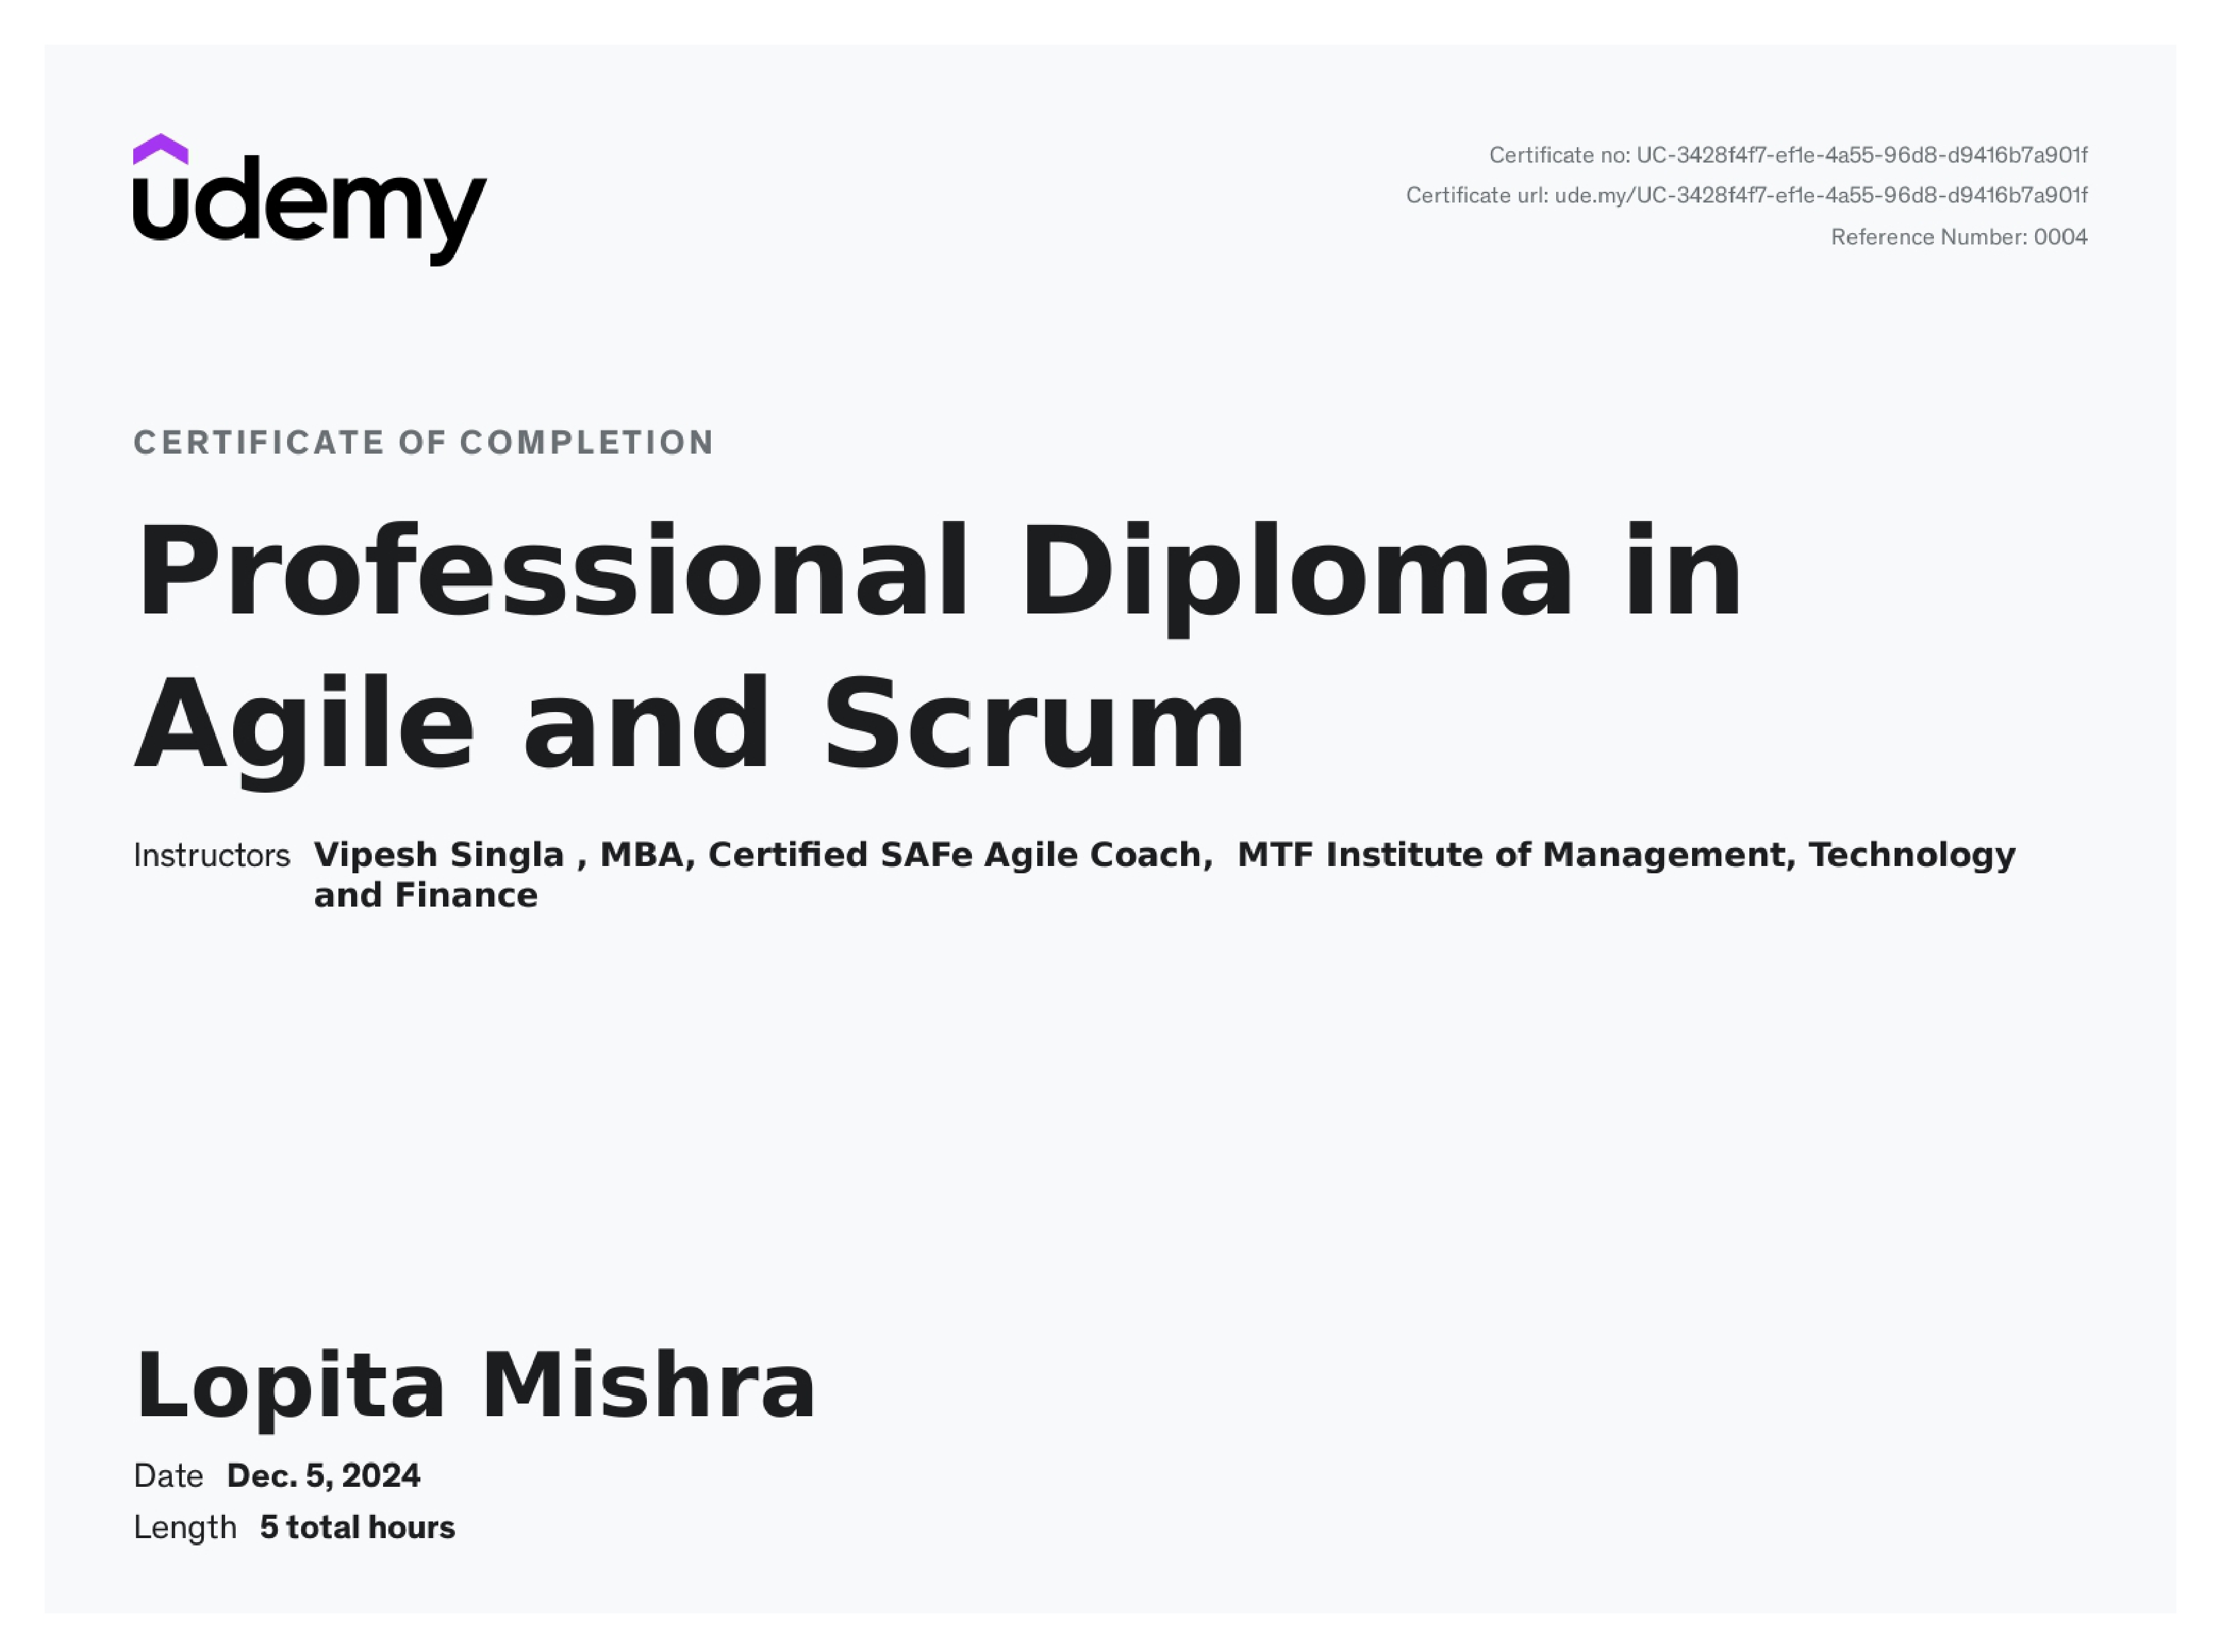 udemy
Certificate no: UC-3428f4f7-ef1e-4a55-96d8-d9416b7a901f
Certificate url: ude.my/UC-3428f4f7-ef1e-4a55-96d8-d9416b7a901f
Reference Number: 0004
CERTIFICATE OF COMPLETION
Professional Diploma in
Agile and Scrum
Instructors Vipesh Singla , MBA, Certified SAFe Agile Coach, MTF Institute of Management, Technology
and Finance
Lopita Mishra
Date Dec. 5, 2024
Length 5 total hours